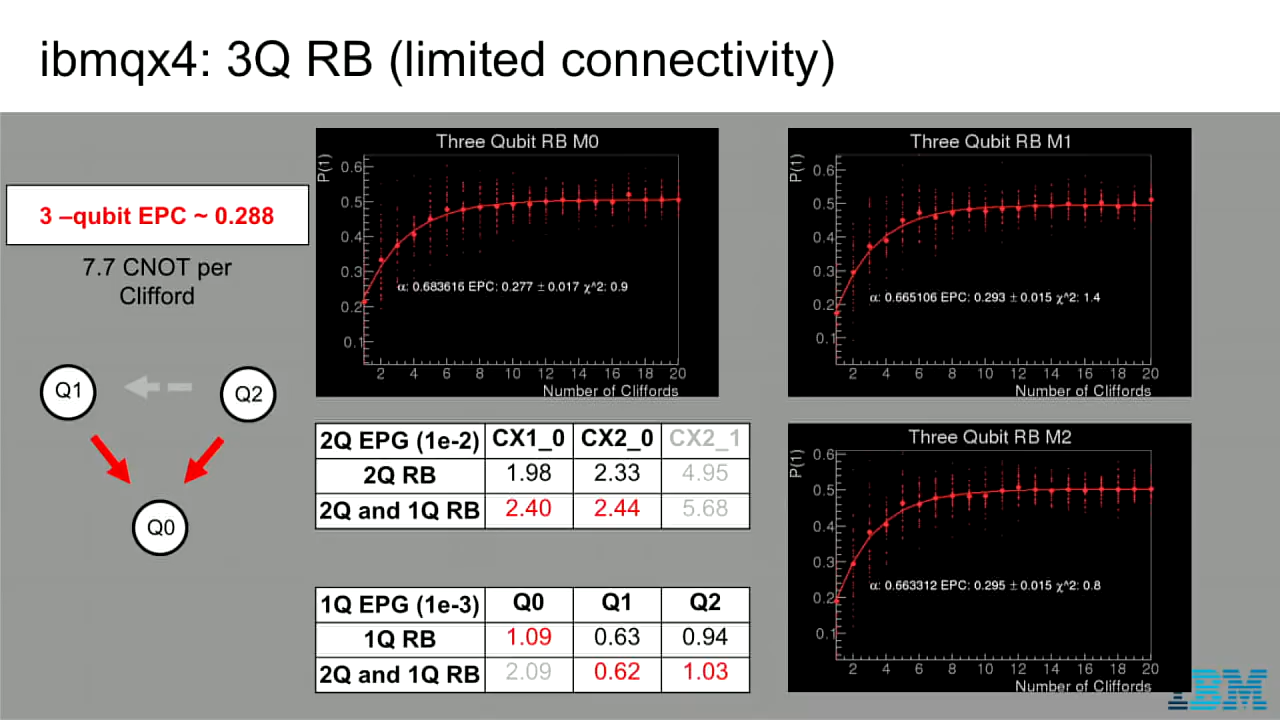 ibmqx4: 3Q RB (limited connectivity)
3 –qubit EPC ~ 0.288
7.7 CNOT per
Clifford
Q1
Q2
Q0
Three Qubit RB M0
P(1)
0.6
0.5
0.4
0.3
0.2
0.1
α: 0.683616 EPC: 0.277 ± 0.017 χ^2: 0.9
2 4 6 8 10 12 14 16 18 20
Number of Cliffords
Three Qubit RB M1
P(1)
0.6
0.5
0.4
0.3
0.2
0.1
α: 0.665106 EPC: 0.293 ± 0.015 χ^2: 1.4
2 4 6 8 10 12 14 16 18 20
Number of Cliffords
2Q EPG (1e-2) CX1_0 CX2_0 CX2_1
2Q RB 1.98 2.33 4.95
2Q and 1Q RB 2.40 2.44 5.68
1Q EPG (1e-3) Q0 Q1 Q2
1Q RB 1.09 0.63 0.94
2Q and 1Q RB 2.09 0.62 1.03
Three Qubit RB M2
P(1)
0.6
0.5
0.4
0.3
0.2
0.1
α: 0.663312 EPC: 0.295 ± 0.015 χ^2: 0.8
2 4 6 8 10 12 14 16 18 20
Number of Cliffords
IBM